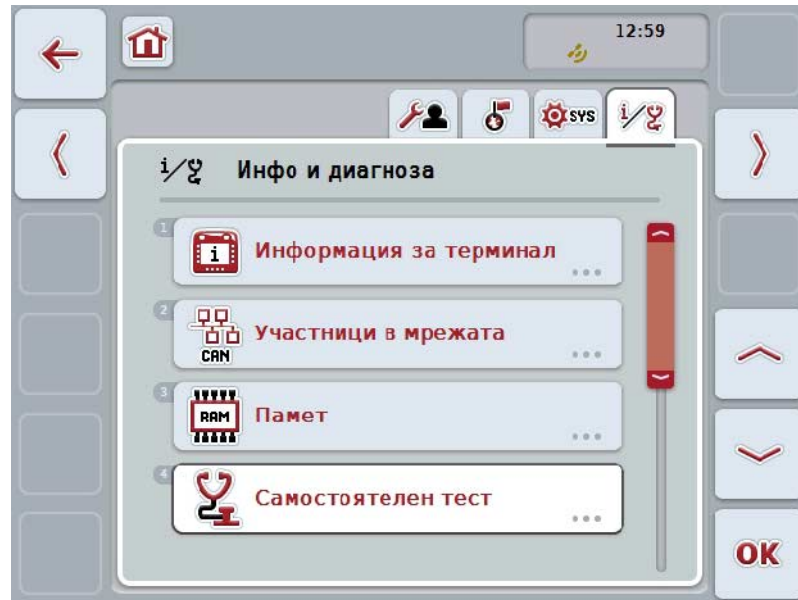 12:59
SYS
i
i
Инфо и диагноза
1
i
Информация за терминал
2
CAN
Участници в мрежата
3
RAM
Памет
4
Самостоятелен тест
OK